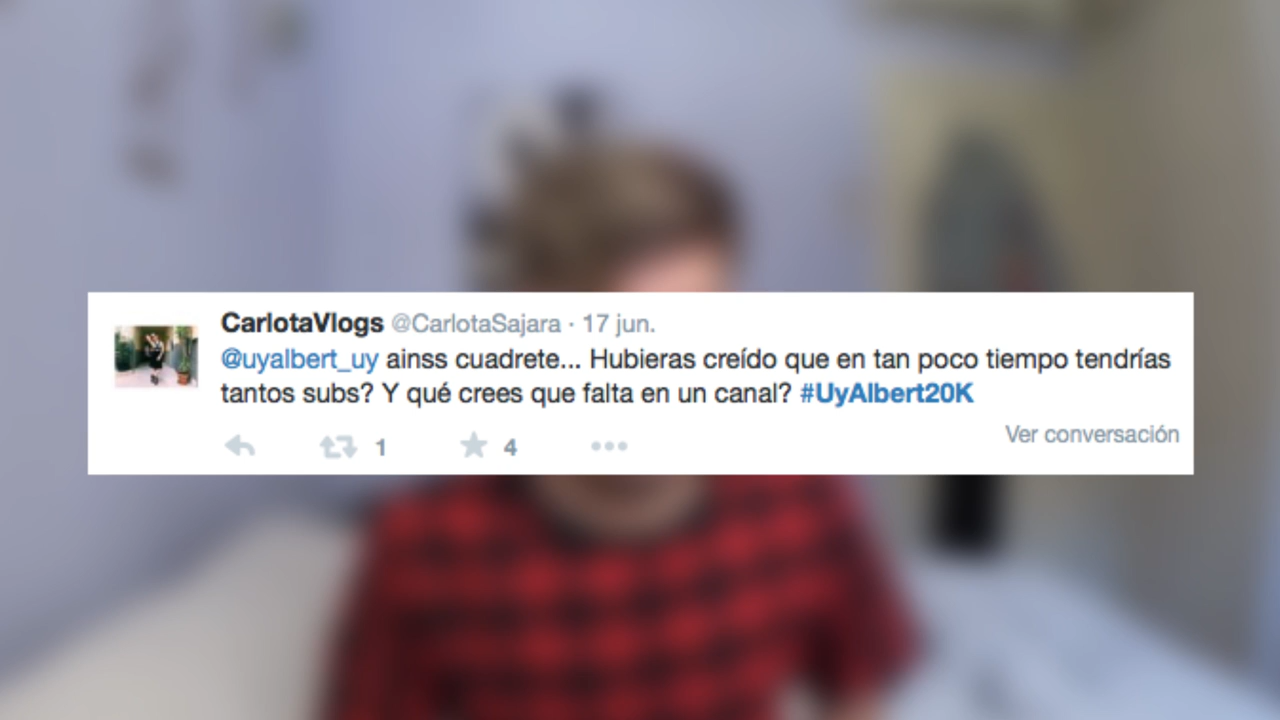 CarlotaVlogs @CarlotaSajara · 17 jun.
@uyalbert_uy ainss cuadrete... Hubieras creído que en tan poco tiempo tendrías
tantos subs? Y qué crees que falta en un canal? #UyAlbert20K
1 4
Ver conversación